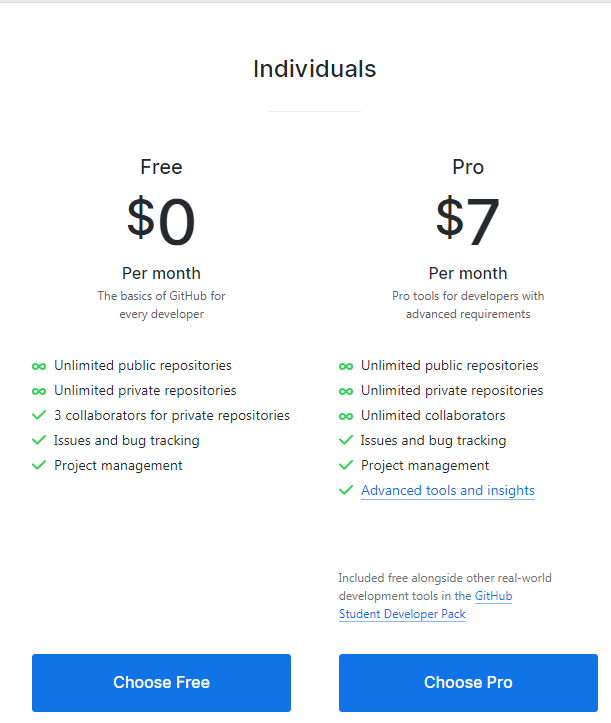 Individuals
Free
$0
Per month
The basics of GitHub for
every developer
Unlimited public repositories
Unlimited private repositories
3 collaborators for private repositories
Issues and bug tracking
Project management
Choose Free
Pro
$7
Per month
Pro tools for developers with
advanced requirements
Unlimited public repositories
Unlimited private repositories
Unlimited collaborators
Issues and bug tracking
Project management
Advanced tools and insights
Included free alongside other real-world
development tools in the GitHub
Student Developer Pack
Choose Pro